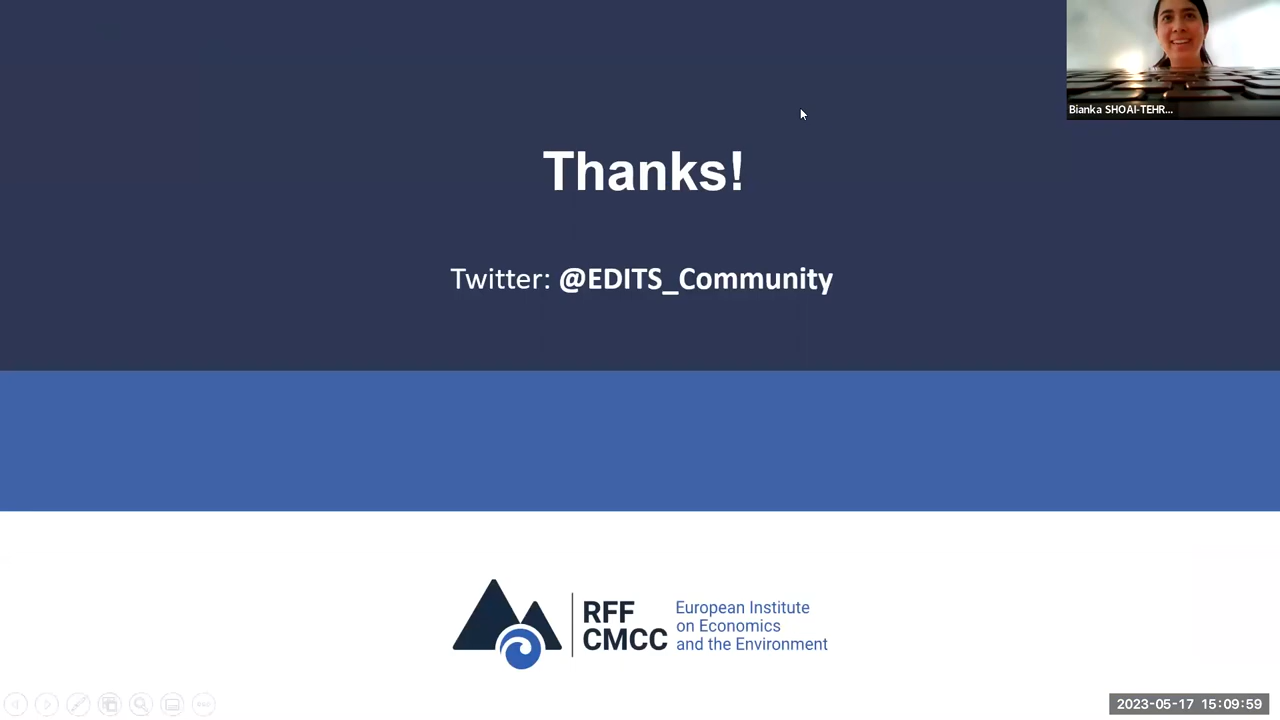 Bianka SHOAI-TEHR...
Thanks!
Twitter: @EDITS_Community
RFF
CMCC
European Institute
on Economics
and the Environment
2023-05-17 15:09:59